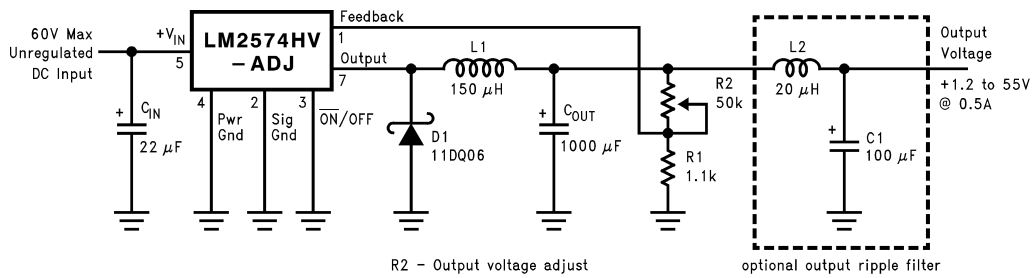 60V Max
Unregulated
DC Input
+VIN
5
LM2574HV
-ADJ
Feedback
1
Output
7
4
Pwr
Gnd
2
Sig
Gnd
3
ON/OFF
+
CIN
22 μF
D1
11DQ06
L1
150 μH
+
COUT
1000 μF
R2
50k
R1
1.1k
L2
20 μH
+
C1
100 μF
Output
Voltage
+1.2 to 55V
@ 0.5A
R2 - Output voltage adjust
optional output ripple filter